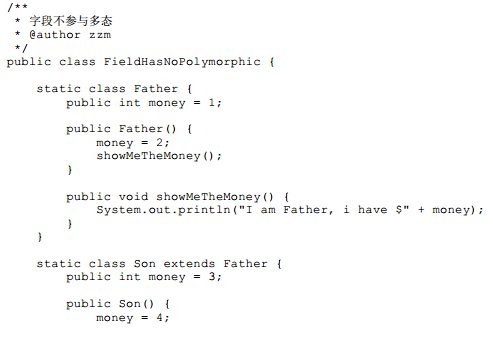 /**
 * 字段不参与多态
 * @author zzm
 */
public class FieldHasNoPolymorphic {
    static class Father {
        public int money = 1;
        public Father() {
            money = 2;
            showMeTheMoney();
        }
        public void showMeTheMoney() {
            System.out.println("I am Father, i have $" + money);
        }
    }
    static class Son extends Father {
        public int money = 3;
        public Son() {
            money = 4;